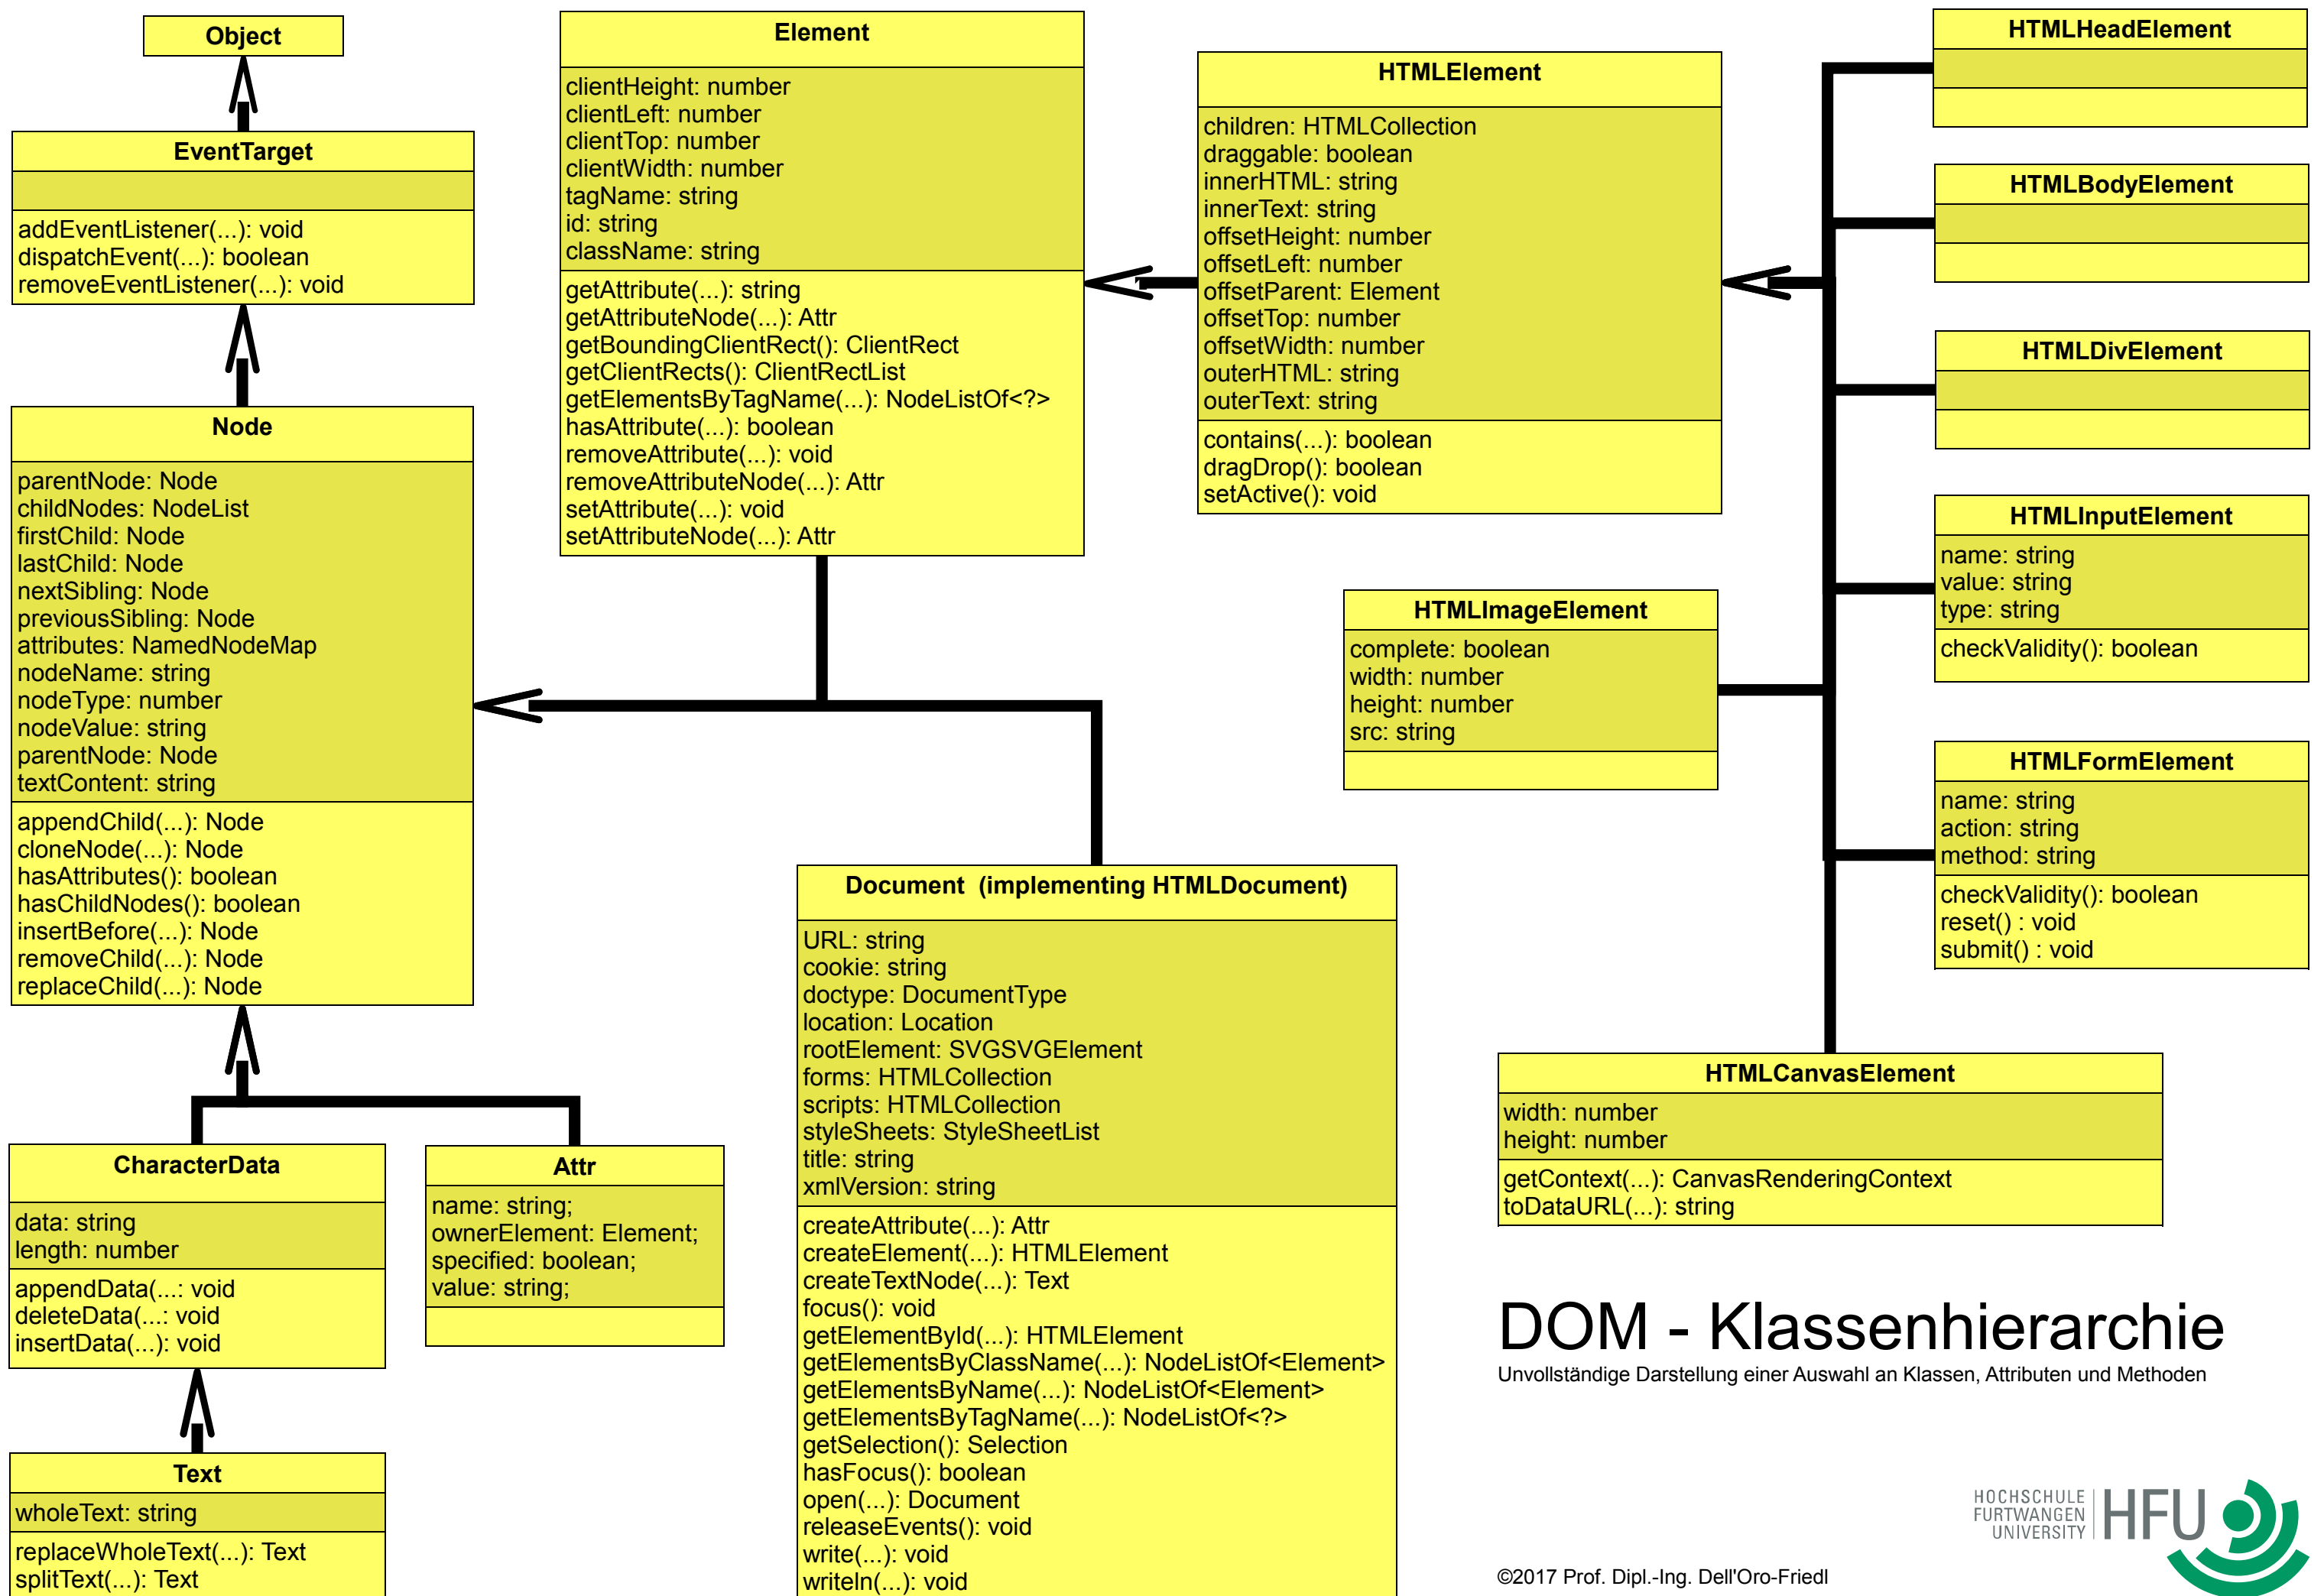 Object
EventTarget
addEventListener(...): void
dispatchEvent(...): boolean
removeEventListener(...): void
Node
parentNode: Node
childNodes: NodeList
firstChild: Node
lastChild: Node
nextSibling: Node
previousSibling: Node
attributes: NamedNodeMap
nodeName: string
nodeType: number
nodeValue: string
parentNode: Node
textContent: string
appendChild(...): Node
cloneNode(...): Node
hasAttributes(): boolean
hasChildNodes(): boolean
insertBefore(...): Node
removeChild(...): Node
replaceChild(...): Node
CharacterData
data: string
length: number
appendData(...: void
deleteData(...: void
insertData(...): void
Text
wholeText: string
replaceWholeText(...): Text
splitText(...): Text
Attr
name: string;
ownerElement: Element;
specified: boolean;
value: string;
Element
clientHeight: number
clientLeft: number
clientTop: number
clientWidth: number
tagName: string
id: string
className: string
getAttribute(...): string
getAttributeNode(...): Attr
getBoundingClientRect(): ClientRect
getClientRects(): ClientRectList
getElementsByTagName(...): NodeListOf<?>
hasAttribute(...): boolean
removeAttribute(...): void
removeAttributeNode(...): Attr
setAttribute(...): void
setAttributeNode(...): Attr
Document (implementing HTMLDocument)
URL: string
cookie: string
doctype: DocumentType
location: Location
rootElement: SVGSVGElement
forms: HTMLCollection
scripts: HTMLCollection
styleSheets: StyleSheetList
title: string
xmlVersion: string
createAttribute(...): Attr
createElement(...): HTMLElement
createTextNode(...): Text
focus(): void
getElementById(...): HTMLElement
getElementsByClassName(...): NodeListOf<Element>
getElementsByName(...): NodeListOf<Element>
getElementsByTagName(...): NodeListOf<?>
getSelection(): Selection
hasFocus(): boolean
open(...): Document
releaseEvents(): void
write(...): void
writeln(...): void
HTMLElement
children: HTMLCollection
draggable: boolean
innerHTML: string
innerText: string
offsetHeight: number
offsetLeft: number
offsetParent: Element
offsetTop: number
offsetWidth: number
outerHTML: string
outerText: string
contains(...): boolean
dragDrop(): boolean
setActive(): void
HTMLImageElement
complete: boolean
width: number
height: number
src: string
HTMLHeadElement
HTMLBodyElement
HTMLDivElement
HTMLInputElement
name: string
value: string
type: string
checkValidity(): boolean
HTMLFormElement
name: string
action: string
method: string
checkValidity(): boolean
reset() : void
submit() : void
HTMLCanvasElement
width: number
height: number
getContext(...): CanvasRenderingContext
toDataURL(...): string
DOM - Klassenhierarchie
Unvollständige Darstellung einer Auswahl an Klassen, Attributen und Methoden
HOCHSCHULE
FURTWANGEN
UNIVERSITY
HFU
©2017 Prof. Dipl.-Ing. Dell'Oro-Friedl